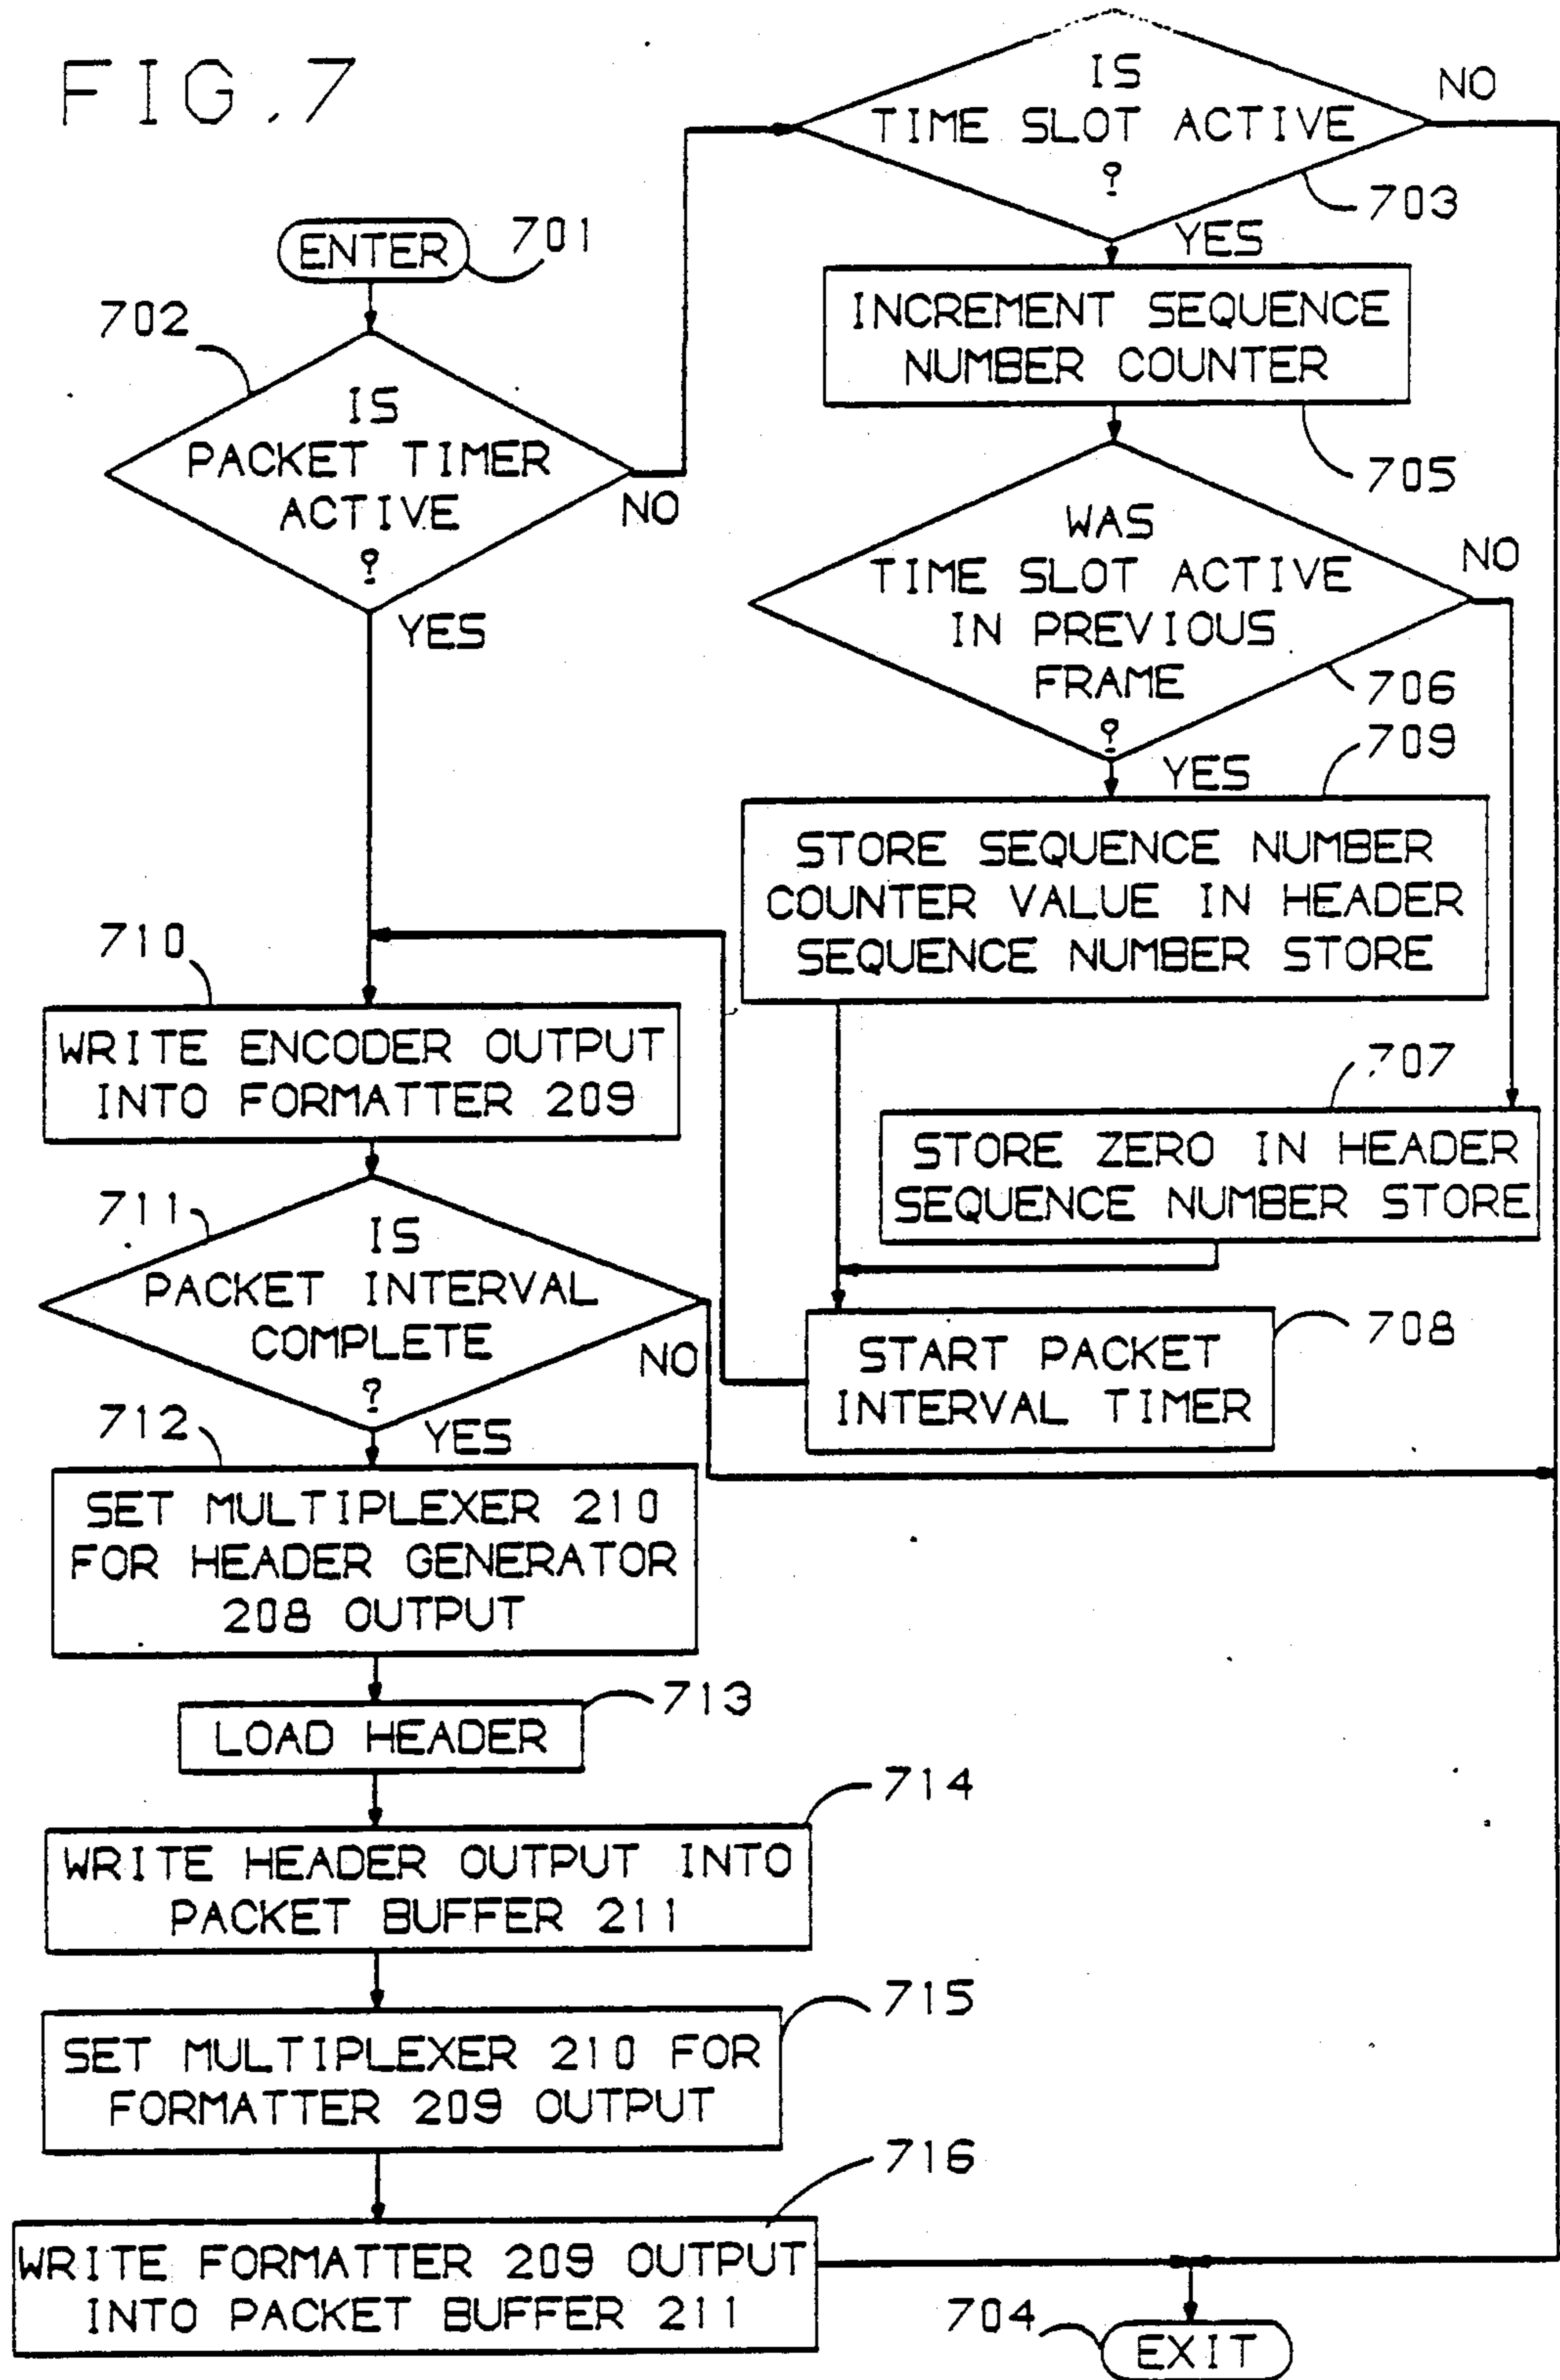 FIG.7
ENTER
701
702
IS
PACKET TIMER
ACTIVE
?
NO
YES
IS
TIME SLOT ACTIVE
?
NO
703
YES
INCREMENT SEQUENCE
NUMBER COUNTER
705
WAS
TIME SLOT ACTIVE
IN PREVIOUS
FRAME
?
NO
706
YES
709
STORE SEQUENCE NUMBER
COUNTER VALUE IN HEADER
SEQUENCE NUMBER STORE
707
STORE ZERO IN HEADER
SEQUENCE NUMBER STORE
708
START PACKET
INTERVAL TIMER
710
WRITE ENCODER OUTPUT
INTO FORMATTER 209
711
IS
PACKET INTERVAL
COMPLETE
?
NO
YES
712
SET MULTIPLEXER 210
FOR HEADER GENERATOR
208 OUTPUT
713
LOAD HEADER
714
WRITE HEADER OUTPUT INTO
PACKET BUFFER 211
715
SET MULTIPLEXER 210 FOR
FORMATTER 209 OUTPUT
716
WRITE FORMATTER 209 OUTPUT
INTO PACKET BUFFER 211
704
EXIT